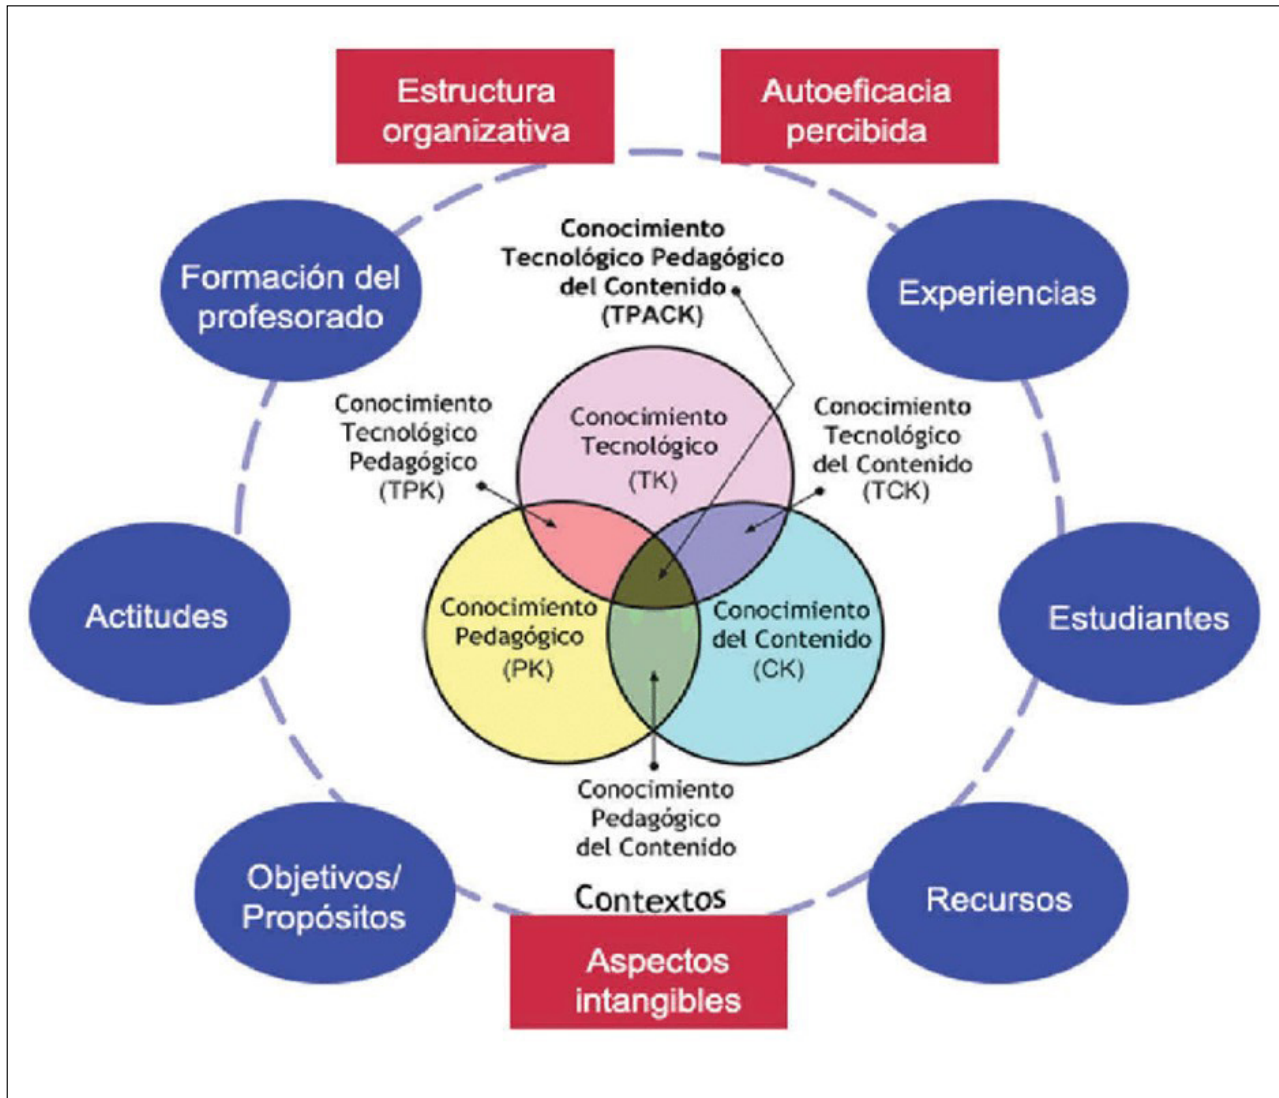 Estructura
organizativa
Autoeficacia
percibida
Formación del
profesorado
Conocimiento
Tecnológico Pedagógico
del Contenido
(TPACK)
Experiencias
Conocimiento
Tecnológico
Pedagógico
(TPK)
Conocimiento
Tecnológico
(TK)
Conocimiento
Tecnológico
del Contenido
(TCK)
Actitudes
Conocimiento
Pedagógico
(PK)
Conocimiento
del Contenido
(CK)
Estudiantes
Conocimiento
Pedagógico
del Contenido
Objetivos/
Propósitos
Contextos
Recursos
Aspectos
intangibles